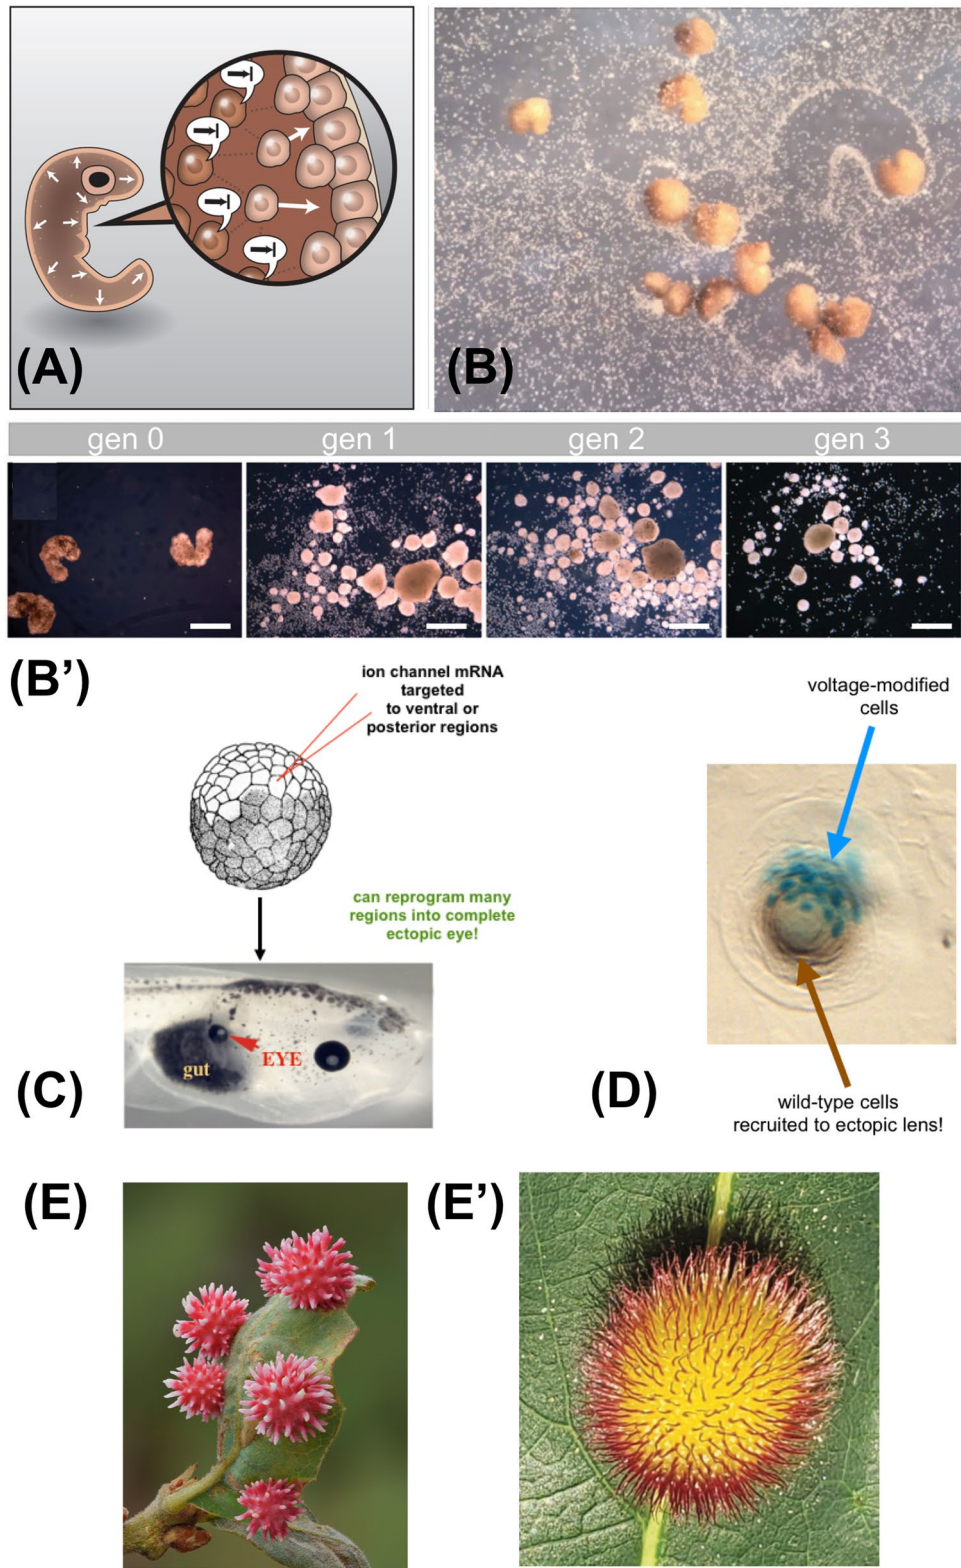 (A)
(B)
gen 0
gen 1
gen 2
gen 3
(B’)
ion channel mRNA
targeted
to ventral or
posterior regions
can reprogram many
regions into complete
ectopic eye!
gut
EYE
(C)
voltage-modified
cells
(D)
wild-type cells
recruited to ectopic lens!
(E)
(E’)